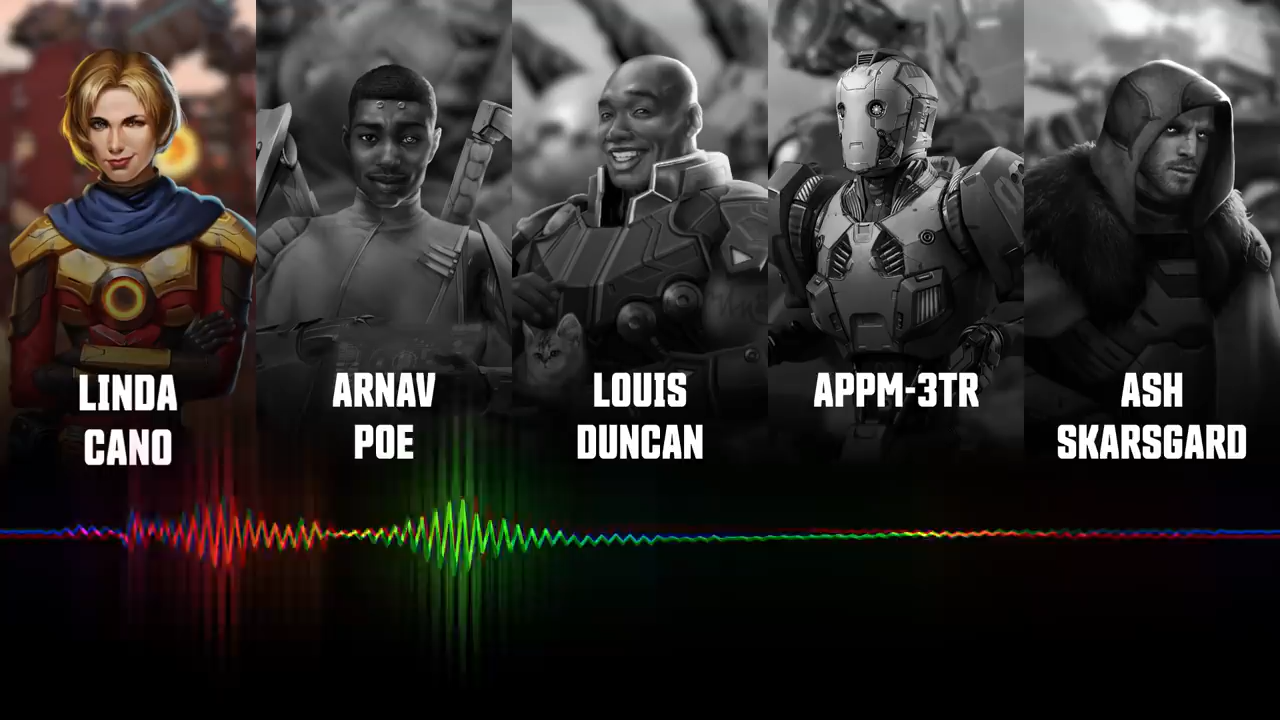 LINDA
CANO
ARNAV
POE
LOUIS
DUNCAN
APPM-3TR
ASH
SKARSGARD